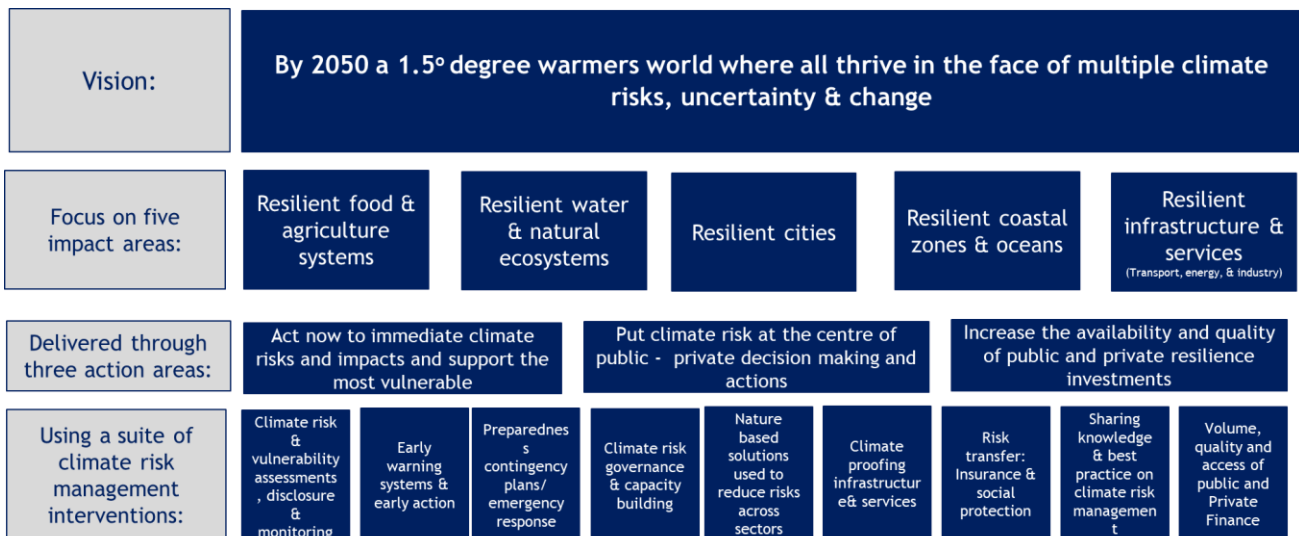 Vision:
By 2050 a 1.5º degree warmers world where all thrive in the face of multiple climate
risks, uncertainty & change
Focus on five
impact areas:
Resilient food &
agriculture
systems
Resilient water
& natural
ecosystems
Resilient cities
Resilient coastal
zones & oceans
Resilient
infrastructure &
services
(Transport, energy, & industry)
Delivered through
three action areas:
Act now to immediate climate
risks and impacts and support the
most vulnerable
Put climate risk at the centre of
public - private decision making and
actions
Increase the availability and quality
of public and private resilience
investments
Using a suite of
climate risk
management
interventions:
Climate risk
&
vulnerability
assessments
, disclosure
&
monitoring
Early
warning
systems &
early action
Preparednes
s
contingency
plans/
emergency
response
Climate risk
governance
& capacity
building
Nature
based
solutions
used to
reduce risks
across
sectors
Climate
proofing
infrastructur
e& services
Risk
transfer:
Insurance &
social
protection
Sharing
knowledge
& best
practice on
climate risk
managemen
t
Volume,
quality and
access of
public and
Private
Finance